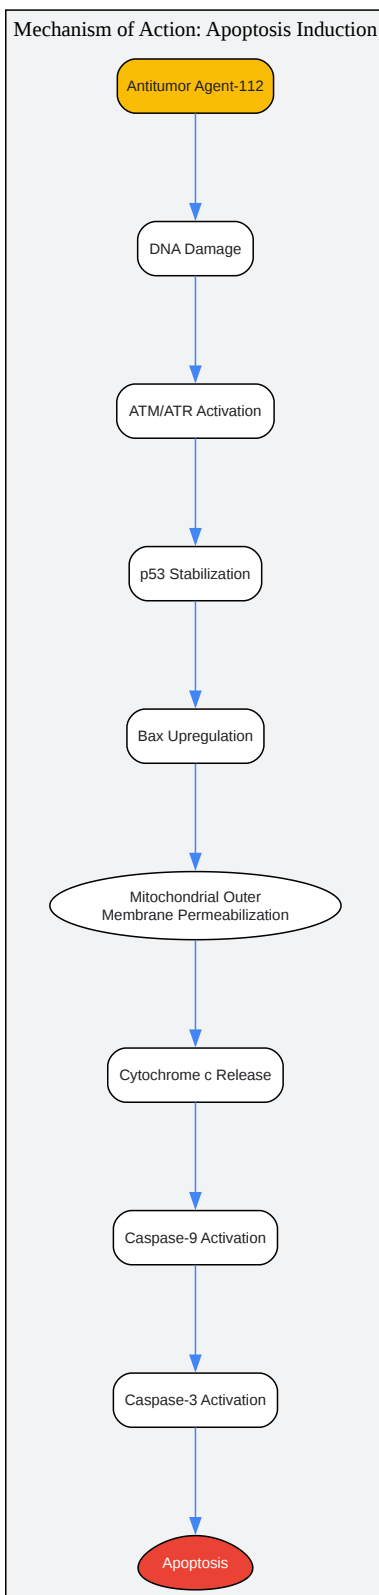 Mechanism of Action: Apoptosis Induction
Antitumor Agent-112
DNA Damage
ATM/ATR Activation
p53 Stabilization
Bax Upregulation
Mitochondrial Outer
Membrane Permeabilization
Cytochrome c Release
Caspase-9 Activation
Caspase-3 Activation
Apoptosis